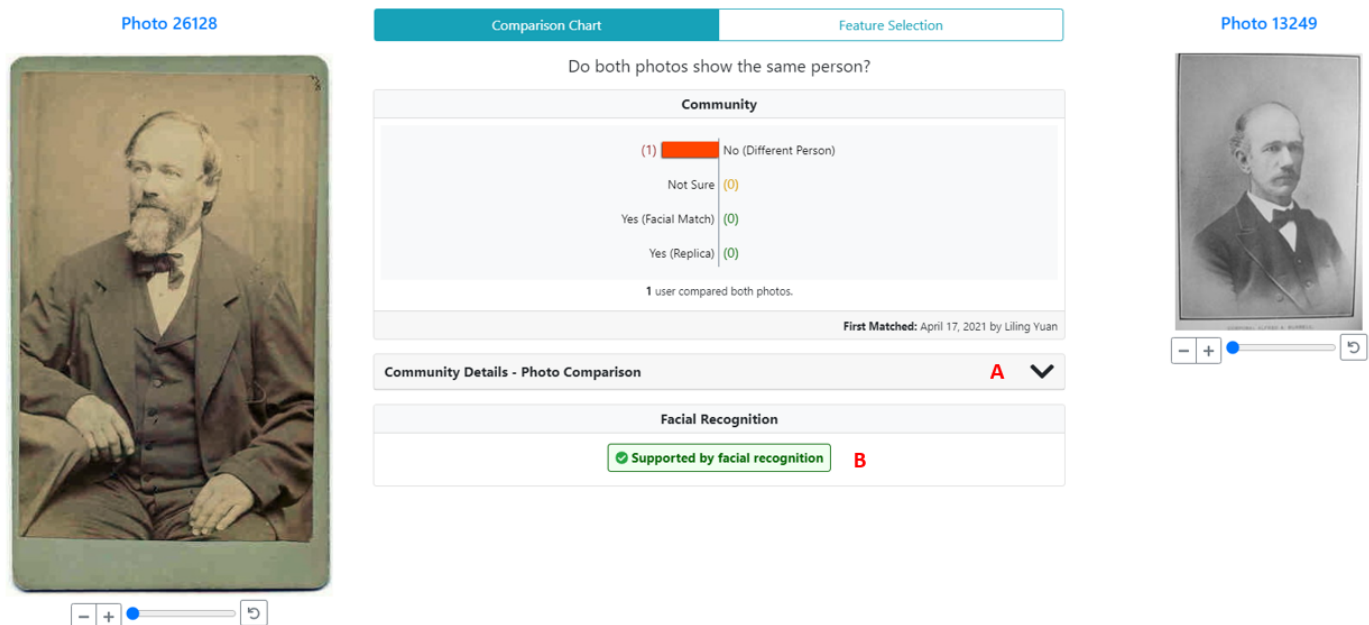 Photo 26128
Comparison Chart
Feature Selection
Photo 13249
Do both photos show the same person?
Community
(1) No (Different Person)
Not Sure (0)
Yes (Facial Match) (0)
Yes (Replica) (0)
1 user compared both photos.
First Matched: April 17, 2021 by Liling Yuan
Community Details - Photo Comparison A
Facial Recognition
Supported by facial recognition B